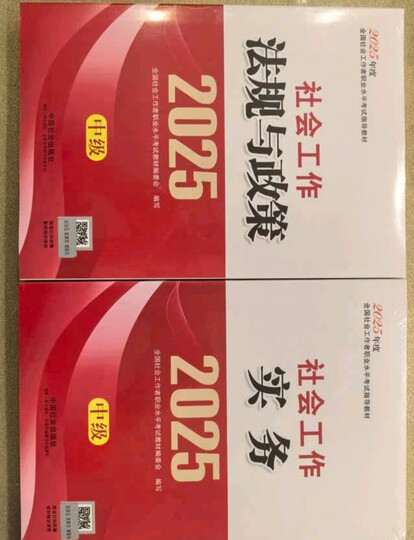 2025年度
全国社会工作者职业水平考试指导教材
社会工作
法规与政策
2025
全国社会工作者职业水平考试教材编委会 编写
中级
中国社会出版社
2025年度
全国社会工作者职业水平考试指导教材
社会工作
实务
2025
全国社会工作者职业水平考试教材编委会 编写
中级
中国社会出版社